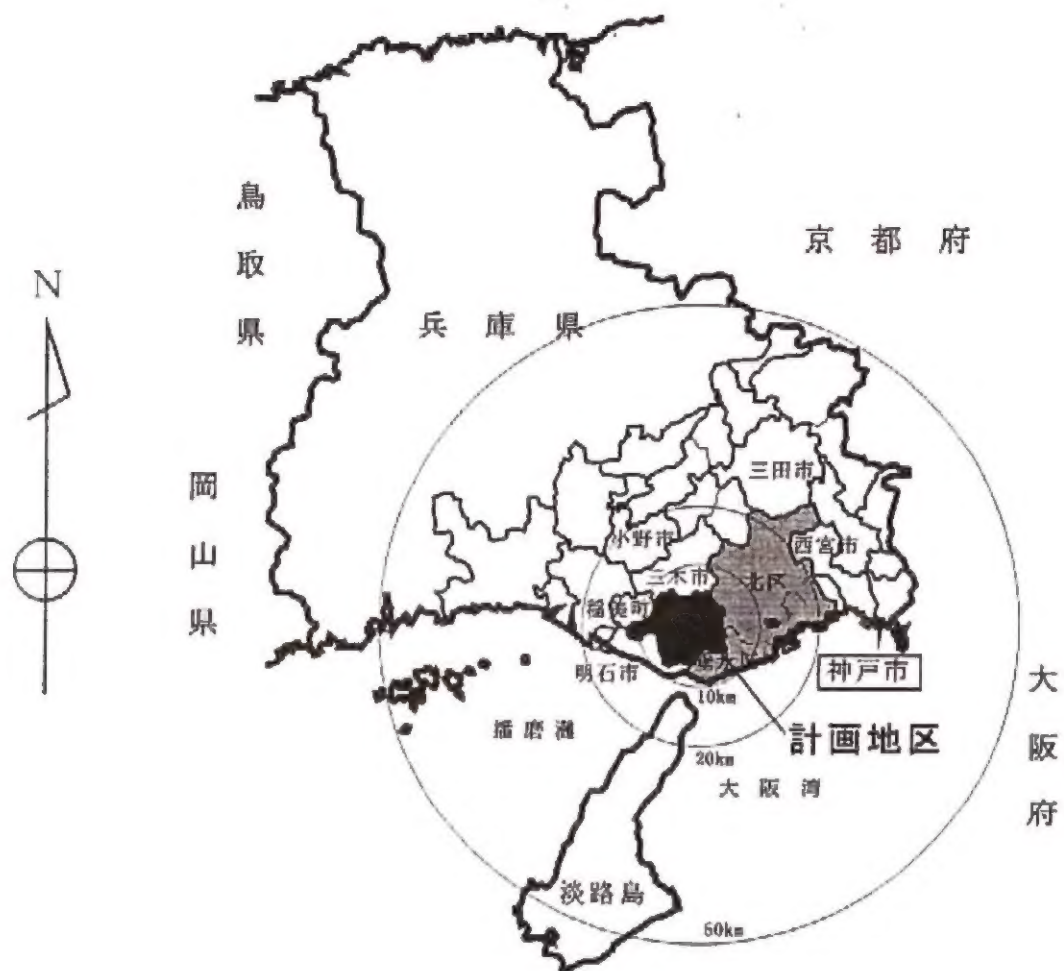 鳥取県
京都府
N
兵庫県
三田市
岡山県
小野市
西宮市
三木市
北区
稲美町
明石市
神戸市
10km
大阪府
播磨灘
計画地区
20km
大阪湾
淡路島
50km